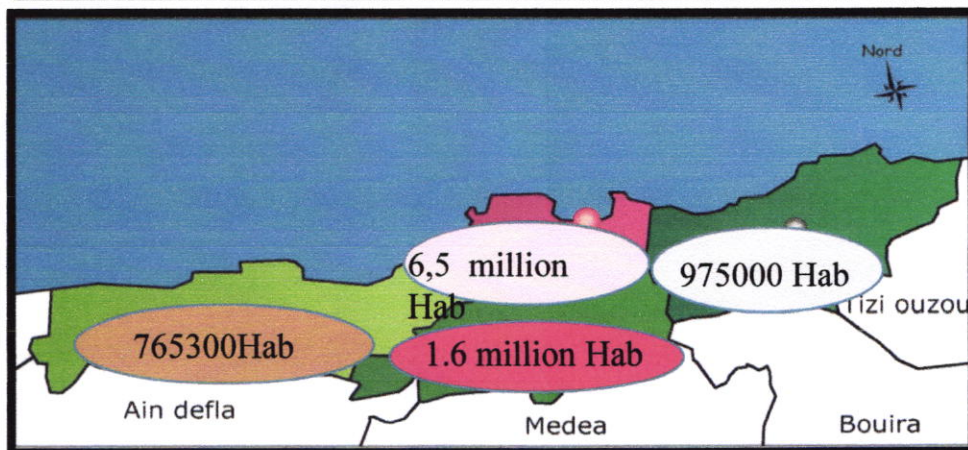 Nord
6,5 million
Hab
975000 Hab
Tizi ouzou
765300Hab
1.6 million Hab
Ain defla
Medea
Bouira